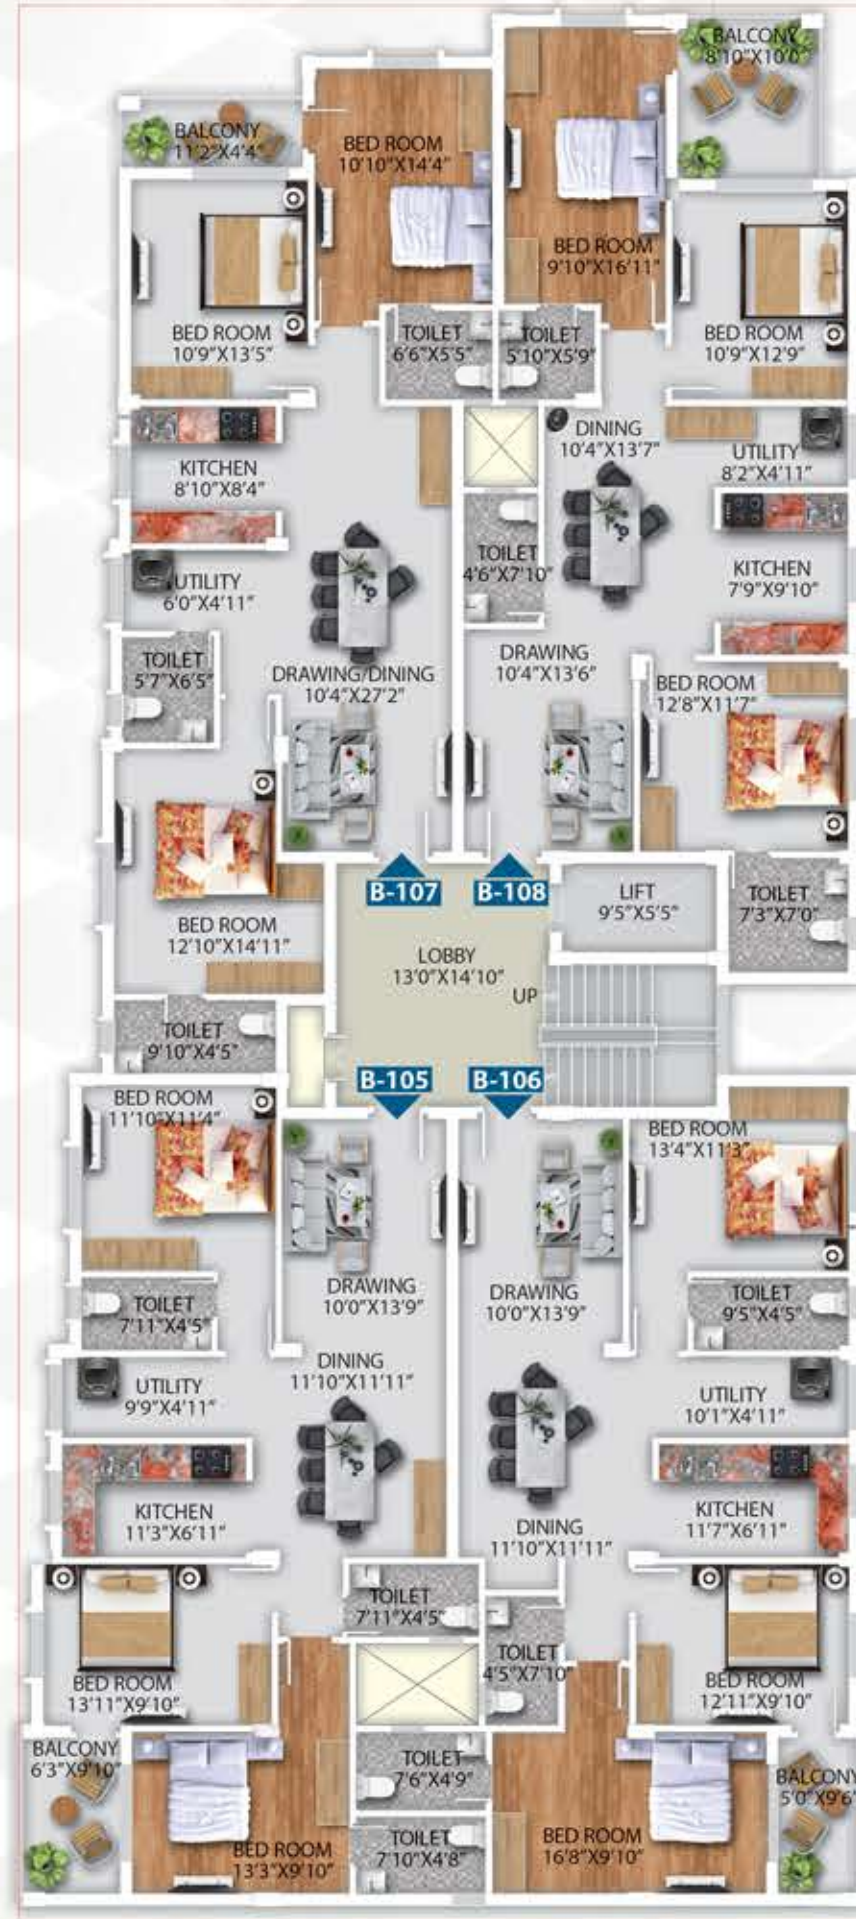 BALCONY
8'10"X10'0
BALCONY
11'2"X4'4"
BED ROOM
10'10"X14'4"
BED ROOM
9'10"X16'11"
BED ROOM
10'9"X13'5"
TOILET
6'6"X5'5"
TOILET
5'10"X5'9"
BED ROOM
10'9"X12'9"
KITCHEN
8'10"X8'4"
DINING
10'4"X13'7"
UTILITY
8'2"X4'11"
TOILET
4'6"X7'10"
KITCHEN
7'9"X9'10"
UTILITY
6'0"X4'11"
TOILET
5'7"X6'5"
DRAWING/DINING
10'4"X27'2"
DRAWING
10'4"X13'6"
BED ROOM
12'8"X11'7"
B-107
B-108
LIFT
9'5"X5'5"
TOILET
7'3"X7'0"
BED ROOM
12'10"X14'11"
LOBBY
13'0"X14'10"
UP
TOILET
9'10"X4'5"
B-105
B-106
BED ROOM
11'10"X11'4"
BED ROOM
13'4"X11'3"
DRAWING
10'0"X13'9"
DRAWING
10'0"X13'9"
TOILET
7'11"X4'5"
TOILET
9'5"X4'5"
DINING
11'10"X11'11"
UTILITY
9'9"X4'11"
UTILITY
10'1"X4'11"
KITCHEN
11'3"X6'11"
DINING
11'10"X11'11"
KITCHEN
11'7"X6'11"
TOILET
7'11"X4'5"
TOILET
4'5"X7'10"
BED ROOM
13'11"X9'10"
BED ROOM
12'11"X9'10"
BALCONY
6'3"X9'10"
TOILET
7'6"X4'9"
BALCONY
5'0"X9'6"
BED ROOM
13'3"X9'10"
TOILET
7'10"X4'8"
BED ROOM
16'8"X9'10"